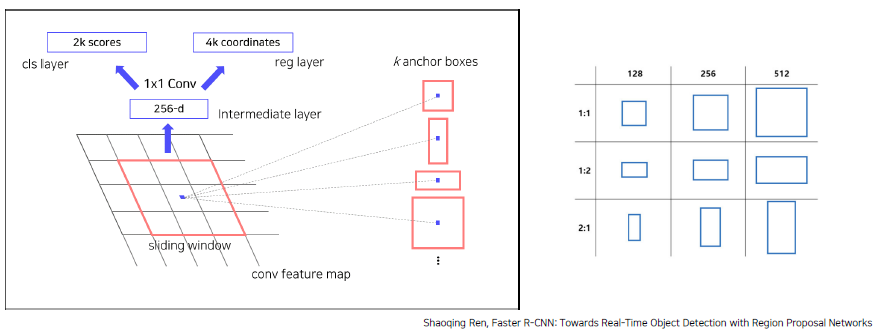 2k scores
4k coordinates
cls layer
reg layer
k anchor boxes
1x1 Conv
256-d
Intermediate layer
sliding window
conv feature map
128 256 512
1:1
1:2
2:1
Shaoqing Ren, Faster R-CNN: Towards Real-Time Object Detection with Region Proposal Networks